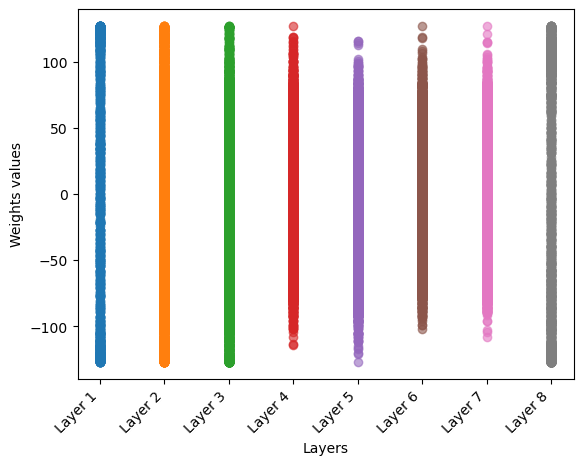 Weights values
100
50
0
−50
−100
Layer 1
Layer 2
Layer 3
Layer 4
Layer 5
Layer 6
Layer 7
Layer 8
Layers